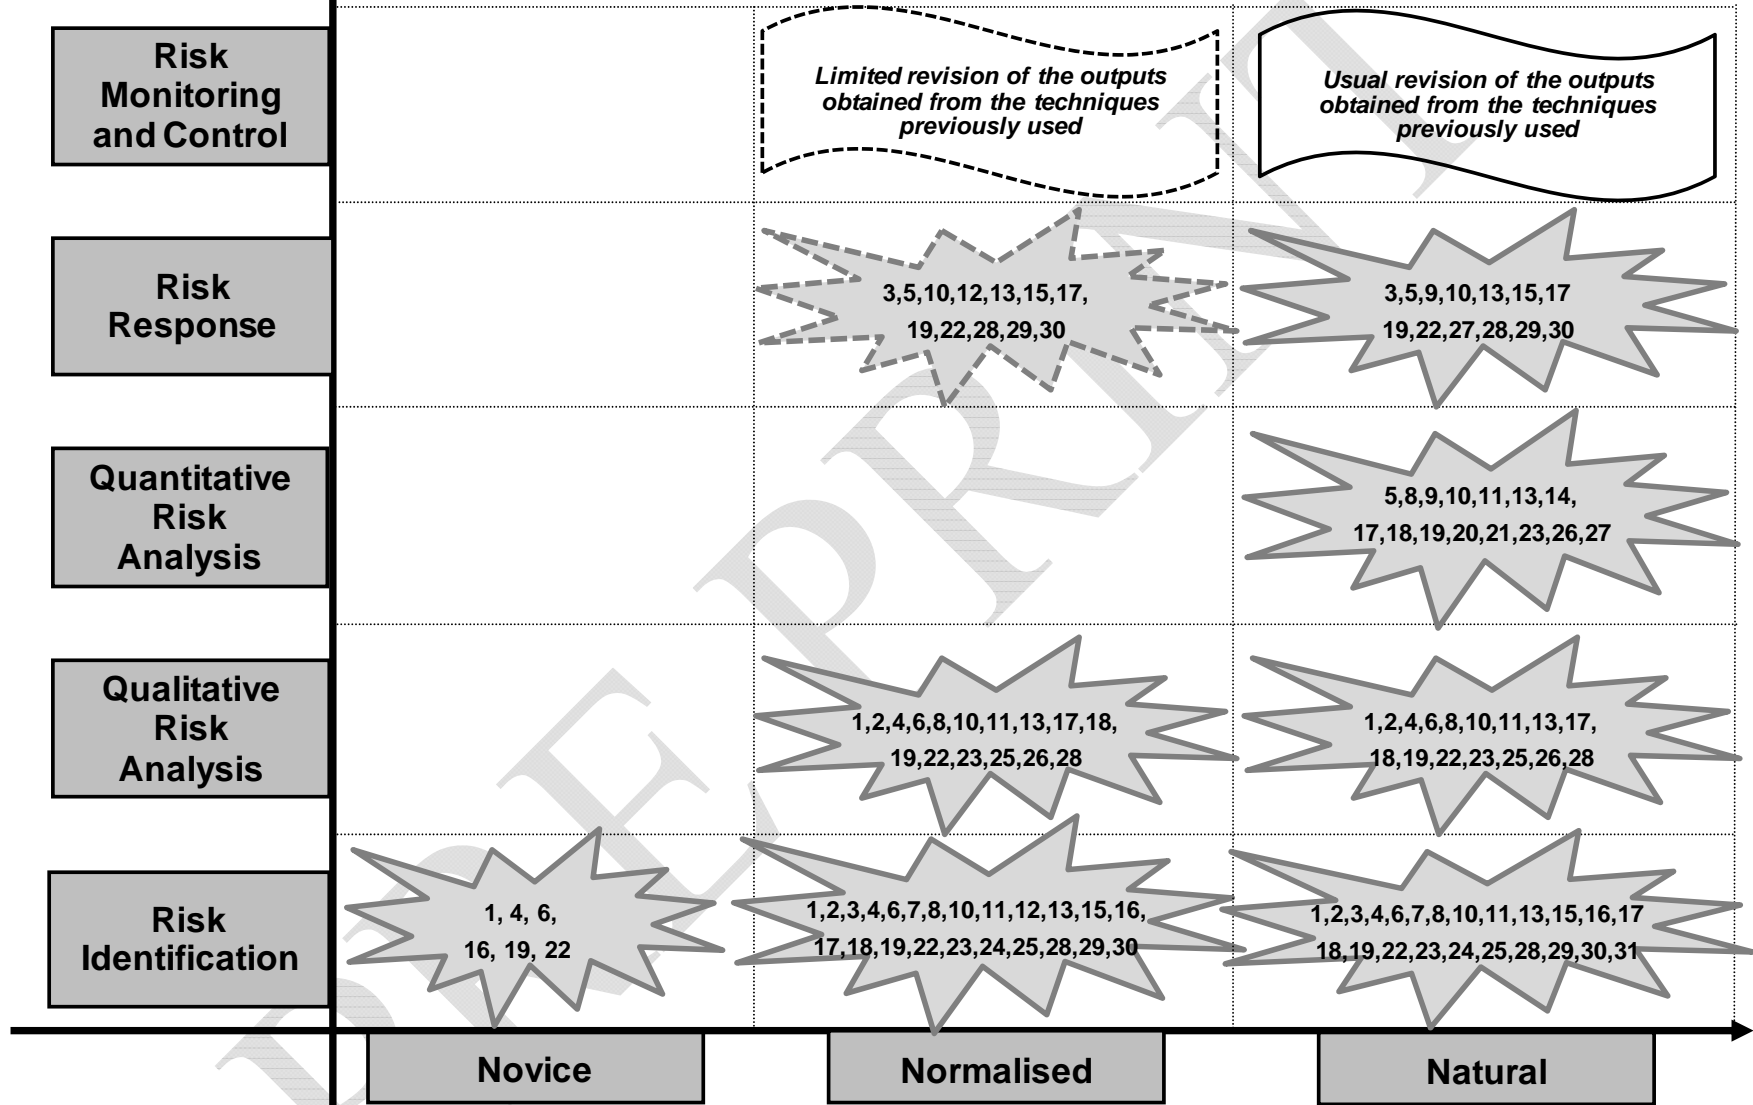 Risk
Monitoring
and Control
Limited revision of the outputs
obtained from the techniques
previously used
Usual revision of the outputs
obtained from the techniques
previously used
Risk
Response
3,5,10,12,13,15,17,
19,22,28,29,30
3,5,9,10,13,15,17
19,22,27,28,29,30
Quantitative
Risk
Analysis
5,8,9,10,11,13,14,
17,18,19,20,21,23,26,27
Qualitative
Risk
Analysis
1,2,4,6,8,10,11,13,17,18,
19,22,23,25,26,28
1,2,4,6,8,10,11,13,17,
18,19,22,23,25,26,28
Risk
Identification
1, 4, 6,
16, 19, 22
1,2,3,4,6,7,8,10,11,12,13,15,16,
17,18,19,22,23,24,25,28,29,30
1,2,3,4,6,7,8,10,11,13,15,16,17
18,19,22,23,24,25,28,29,30,31
Novice
Normalised
Natural
PRE PRINT